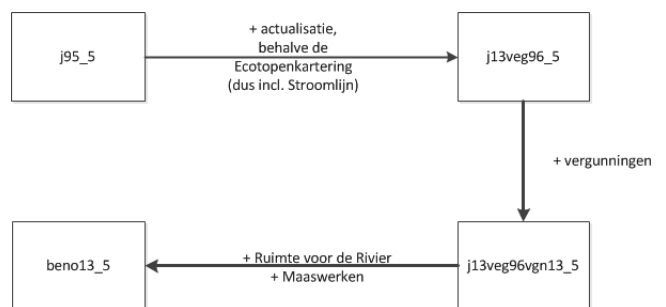 j95_5
+ actualisatie,
behalve de
Ecotopenkartering
(dus incl. Stroomlijn)
j13veg96_5
+ vergunningen
beno13_5
+ Ruimte voor de Rivier
+ Maaswerken
j13veg96vgn13_5